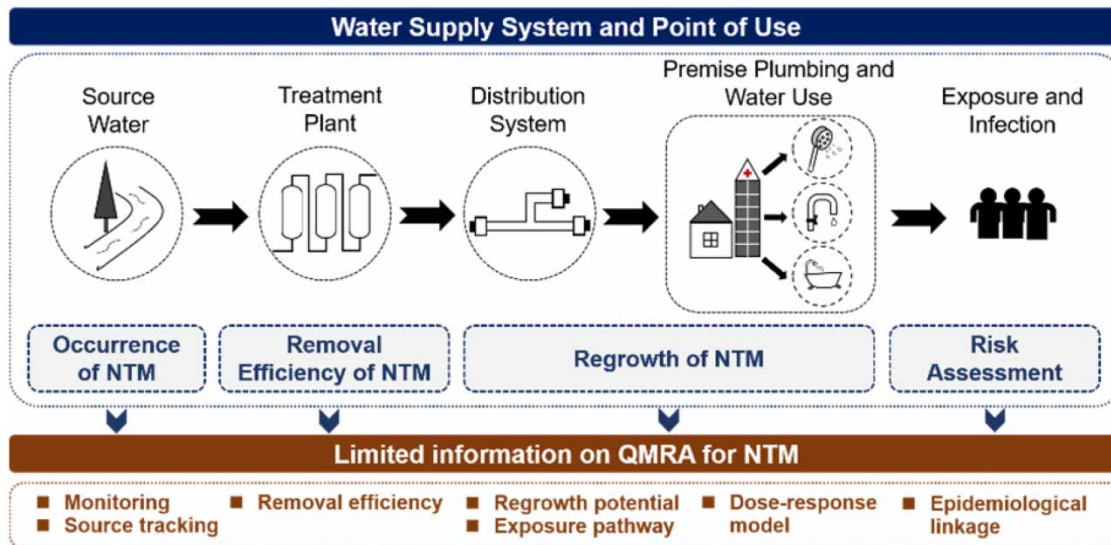 Water Supply System and Point of Use
Source
Water
Treatment
Plant
Distribution
System
Premise Plumbing and
Water Use
Exposure and
Infection
Occurrence
of NTM
Removal
Efficiency of NTM
Regrowth of NTM
Risk
Assessment
Limited information on QMRA for NTM
■ Monitoring
■ Source tracking
■ Removal efficiency
■ Regrowth potential
■ Exposure pathway
■ Dose-response
model
■ Epidemiological
linkage